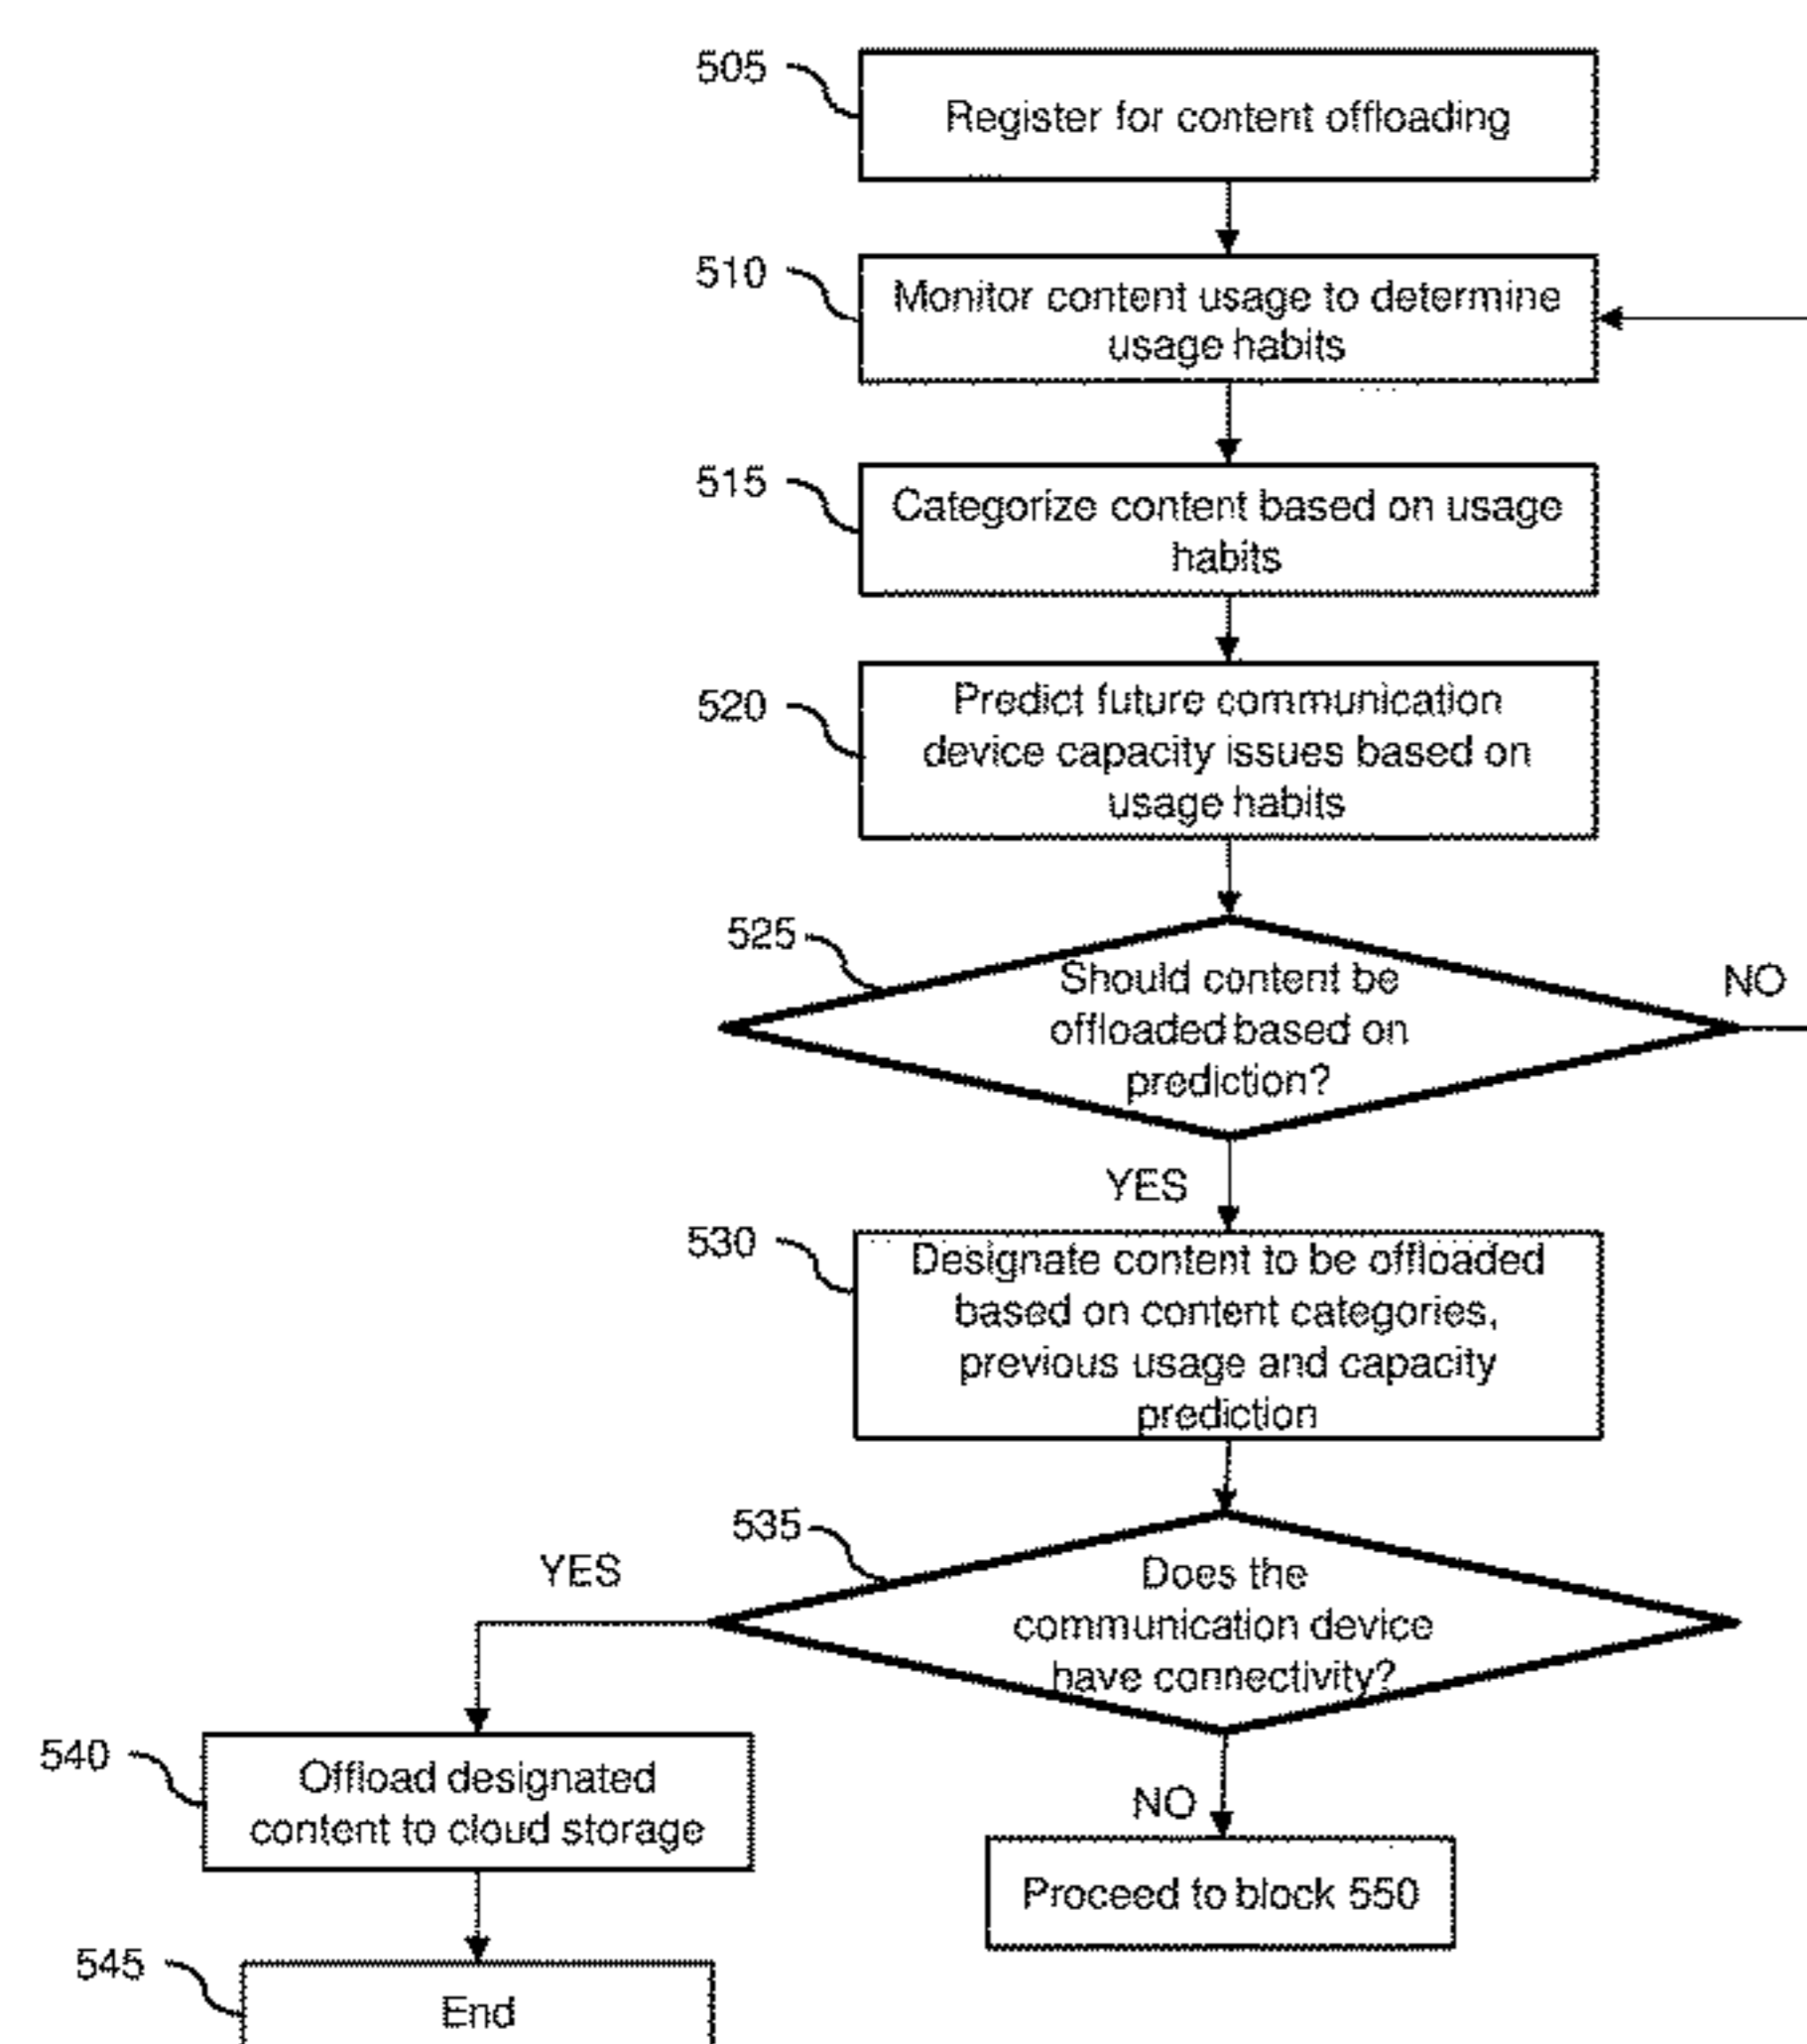 505
Register for content offloading
510
Monitor content usage to determine
usage habits
515
Categorize content based on usage
habits
520
Predict future communication
device capacity issues based on
usage habits
525
Should content be
offloaded based on
prediction?
NO
YES
530
Designate content to be offloaded
based on content categories,
previous usage and capacity
prediction
535
Does the
communication device
have connectivity?
YES
540
Offload designated
content to cloud storage
NO
Proceed to block 550
545
End